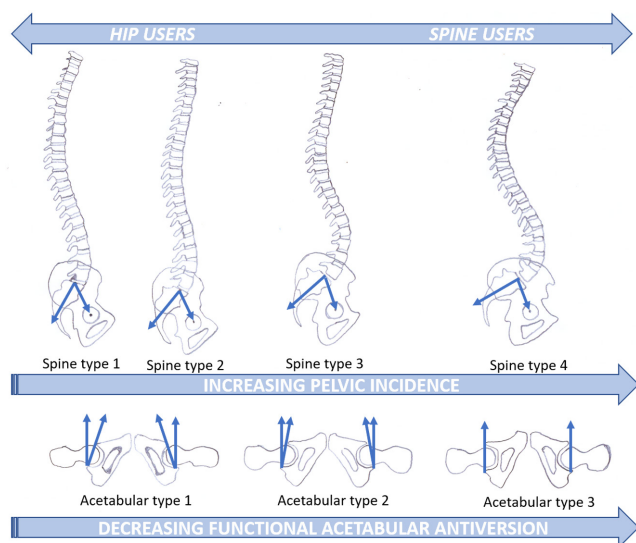 HIP USERS SPINE USERS
Spine type 1 Spine type 2 Spine type 3 Spine type 4
INCREASING PELVIC INCIDENCE
Acetabular type 1 Acetabular type 2 Acetabular type 3
DECREASING FUNCTIONAL ACETABULAR ANTIVERSION